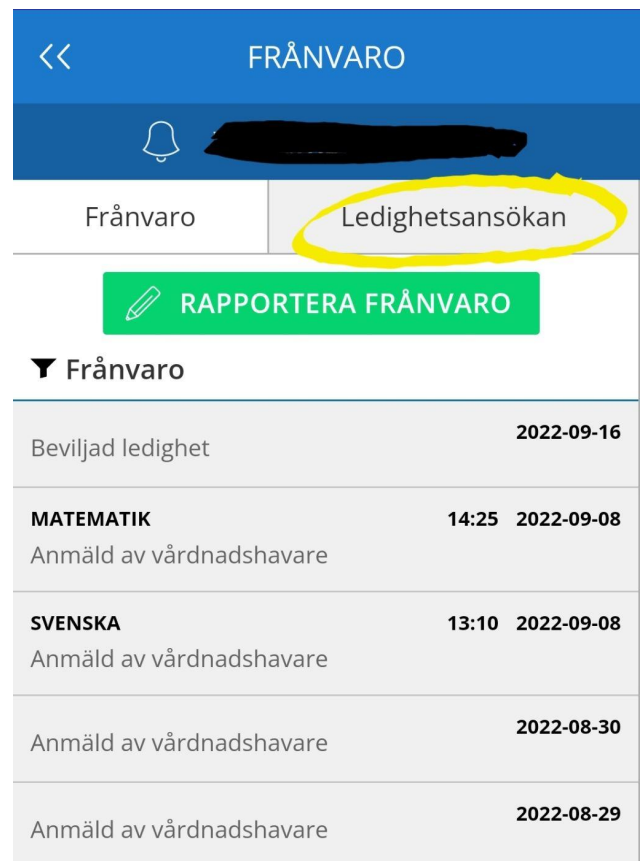 FRÅNVARO
Frånvaro Ledighetsansökan
RAPPORTERA FRÅNVARO
Frånvaro
Beviljad ledighet 2022-09-16
MATEMATIK 14:25 2022-09-08
Anmäld av vårdnadshavare
SVENSKA 13:10 2022-09-08
Anmäld av vårdnadshavare
Anmäld av vårdnadshavare 2022-08-30
Anmäld av vårdnadshavare 2022-08-29